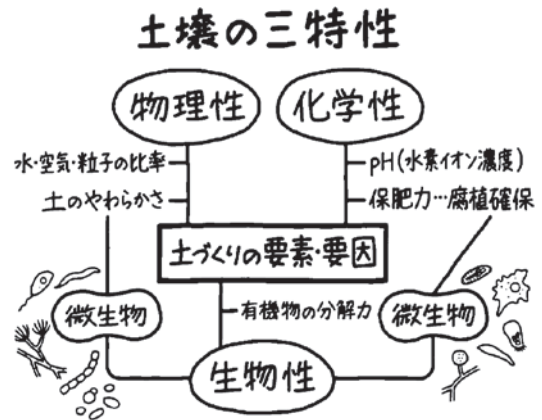 土壌の三特性
物理性
化学性
水・空気・粒子の比率
pH(水素イオン濃度)
土のやわらかさ
保肥力…腐植確保
土づくりの要素・要因
微生物
有機物の分解力
微生物
生物性